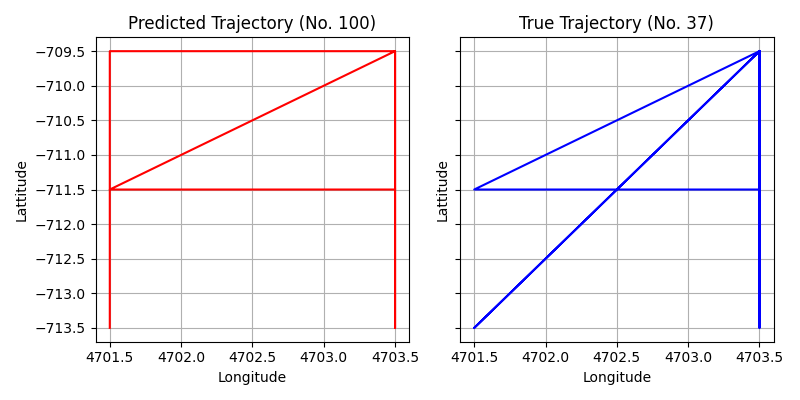 Predicted Trajectory (No. 100)
True Trajectory (No. 37)
Lattitude
−709.5
−710.0
−710.5
−711.0
−711.5
−712.0
−712.5
−713.0
−713.5
4701.5 4702.0 4702.5 4703.0 4703.5
Longitude
Lattitude
4701.5 4702.0 4702.5 4703.0 4703.5
Longitude